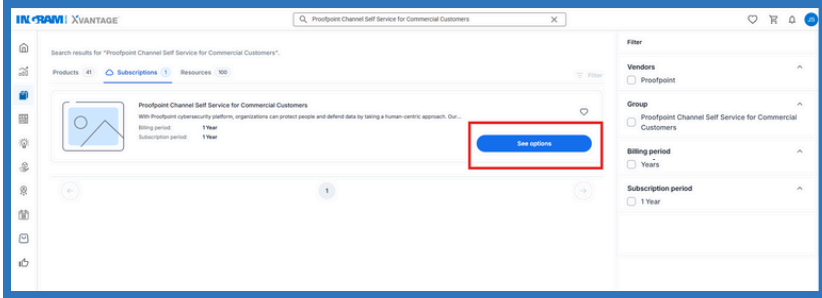 INGRAM XVANTAGE
Proofpoint Channel Self Service for Commercial Customers
JS
Search results for "Proofpoint Channel Self Service for Commercial Customers".
Products 41 Subscriptions 1 Resources 100
Filter
Proofpoint Channel Self Service for Commercial Customers
With Proofpoint cybersecurity platform, organizations can protect people and defend data by taking a human-centric approach. Our...
Billing period: 1 Year
Subscription period: 1 Year
See options
1
Filter
Vendors
Proofpoint
Group
Proofpoint Channel Self Service for Commercial
Customers
Billing period
Years
Subscription period
1 Year